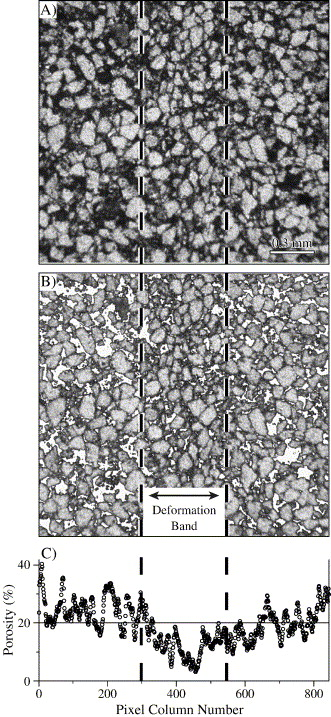 A)
0.3 mm
B)
Deformation
Band
C)
40
20
0
Porosity (%)
0 200 400 600 800
Pixel Column Number